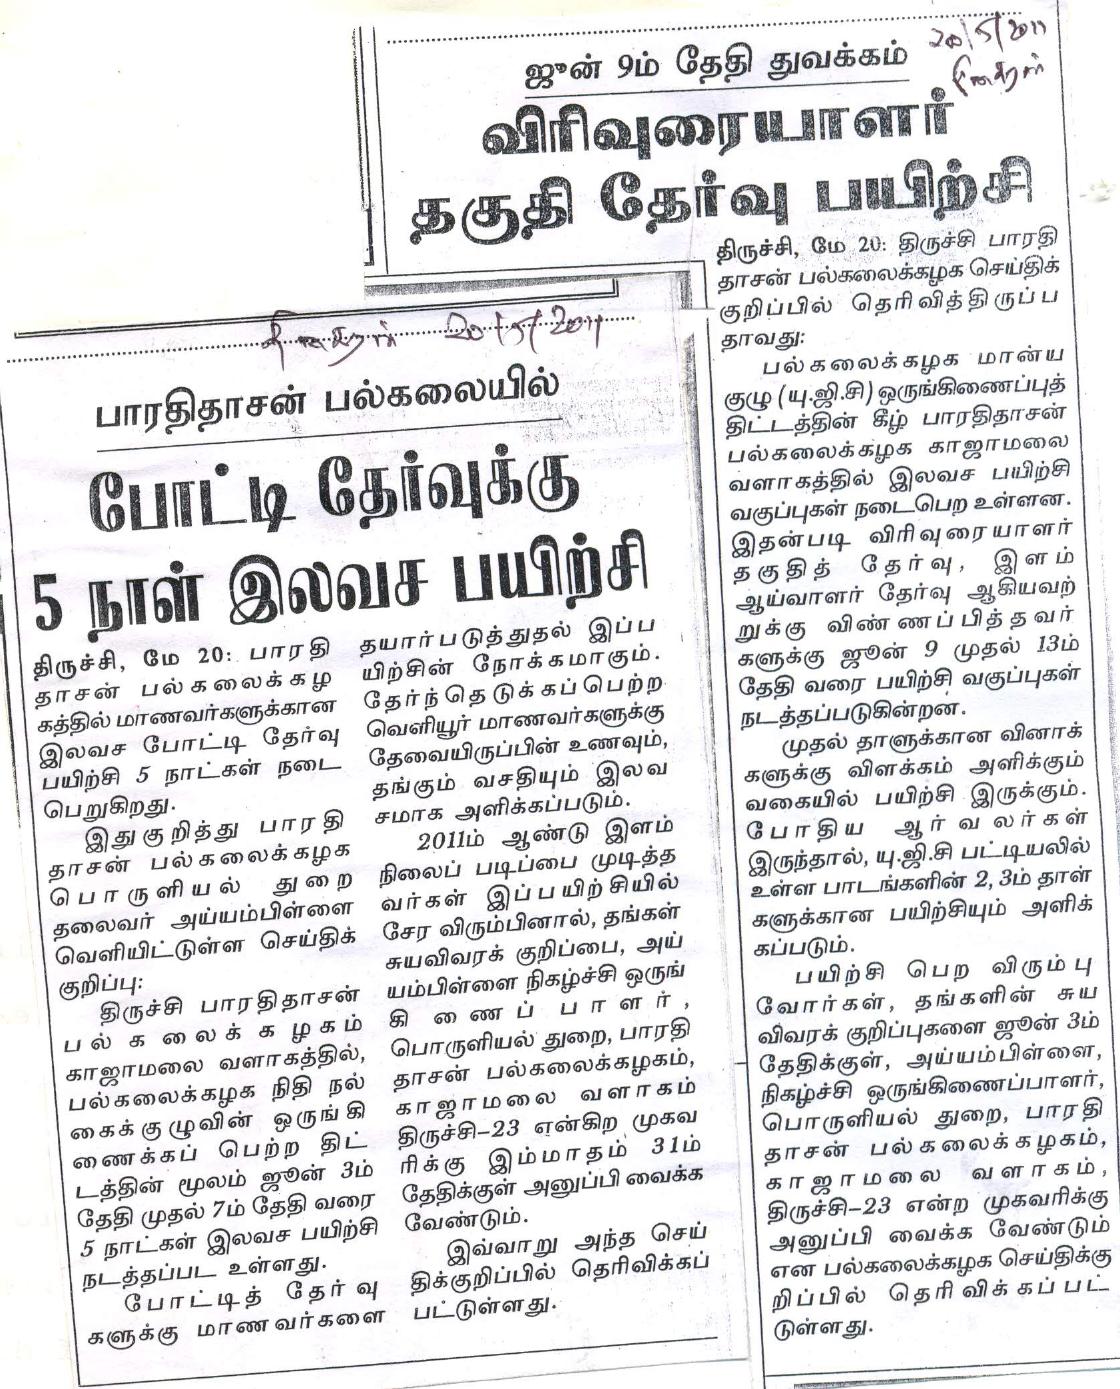 தினகரன் 20/5/2011
பாரதிதாசன் பல்கலையில்
போட்டி தேர்வுக்கு
5 நாள் இலவச பயிற்சி
திருச்சி, மே 20: பாரதி
தாசன் பல்கலைக்கழ
கத்தில் மாணவர்களுக்கான
இலவச போட்டி தேர்வு
பயிற்சி 5 நாட்கள் நடை
பெறுகிறது.
இதுகுறித்து பாரதி
தாசன் பல்கலைக்கழக
பொருளியல் துறை
தலைவர் அய்யம்பிள்ளை
வெளியிட்டுள்ள செய்திக்
குறிப்பு:
திருச்சி பாரதிதாசன்
பல்கலைக்கழகம்
காஜாமலை வளாகத்தில்,
பல்கலைக்கழக நிதி நல்
கைக்குழுவின் ஒருங்கி
ணைக்கப் பெற்ற திட்
டத்தின் மூலம் ஜூன் 3ம்
தேதி முதல் 7ம் தேதி வரை
5 நாட்கள் இலவச பயிற்சி
நடத்தப்பட உள்ளது.
போட்டித் தேர்வு
களுக்கு மாணவர்களை
தயார்படுத்துதல் இப்ப
யிற்சின் நோக்கமாகும்.
தேர்ந்தெடுக்கப்பெற்ற
வெளியூர் மாணவர்களுக்கு
தேவையிருப்பின் உணவும்,
தங்கும் வசதியும் இலவ
சமாக அளிக்கப்படும்.
2011ம் ஆண்டு இளம்
நிலைப் படிப்பை முடித்த
வர்கள் இப்பயிற்சியில்
சேர விரும்பினால், தங்கள்
சுயவிவரக் குறிப்பை, அய்
யம்பிள்ளை நிகழ்ச்சி ஒருங்
கிணைப்பாளர்,
பொருளியல் துறை, பாரதி
தாசன் பல்கலைக்கழகம்,
காஜாமலை வளாகம்
திருச்சி–23 என்கிற முகவ
ரிக்கு இம்மாதம் 31ம்
தேதிக்குள் அனுப்பி வைக்க
வேண்டும்.
இவ்வாறு அந்த செய்
திக்குறிப்பில் தெரிவிக்கப்
பட்டுள்ளது.
20/5/2011
தினகரன்
ஜுன் 9ம் தேதி துவக்கம்
விரிவுரையாளர்
தகுதி தேர்வு பயிற்சி
திருச்சி, மே 20: திருச்சி பாரதி
தாசன் பல்கலைக்கழக செய்திக்
குறிப்பில் தெரிவித்திருப்ப
தாவது:
பல்கலைக்கழக மான்ய
குழு (யு.ஜி.சி) ஒருங்கிணைப்புத்
திட்டத்தின் கீழ் பாரதிதாசன்
பல்கலைக்கழக காஜாமலை
வளாகத்தில் இலவச பயிற்சி
வகுப்புகள் நடைபெற உள்ளன.
இதன்படி விரிவுரையாளர்
தகுதித் தேர்வு, இளம்
ஆய்வாளர் தேர்வு ஆகியவற்
றுக்கு விண்ணப்பித்தவர்
களுக்கு ஜூன் 9 முதல் 13ம்
தேதி வரை பயிற்சி வகுப்புகள்
நடத்தப்படுகின்றன.
முதல் தாளுக்கான வினாக்
களுக்கு விளக்கம் அளிக்கும்
வகையில் பயிற்சி இருக்கும்.
போதிய ஆர்வலர்கள்
இருந்தால், யு.ஜி.சி பட்டியலில்
உள்ள பாடங்களின் 2, 3ம் தாள்
களுக்கான பயிற்சியும் அளிக்
கப்படும்.
பயிற்சி பெற விரும்பு
வோர்கள், தங்களின் சுய
விவரக் குறிப்புகளை ஜூன் 3ம்
தேதிக்குள், அய்யம்பிள்ளை,
நிகழ்ச்சி ஒருங்கிணைப்பாளர்,
பொருளியல் துறை, பாரதி
தாசன் பல்கலைக்கழகம்,
காஜாமலை வளாகம்,
திருச்சி–23 என்ற முகவரிக்கு
அனுப்பி வைக்க வேண்டும்
என பல்கலைக்கழக செய்திக்கு
றிப்பில் தெரிவிக்கப்பட்
டுள்ளது.